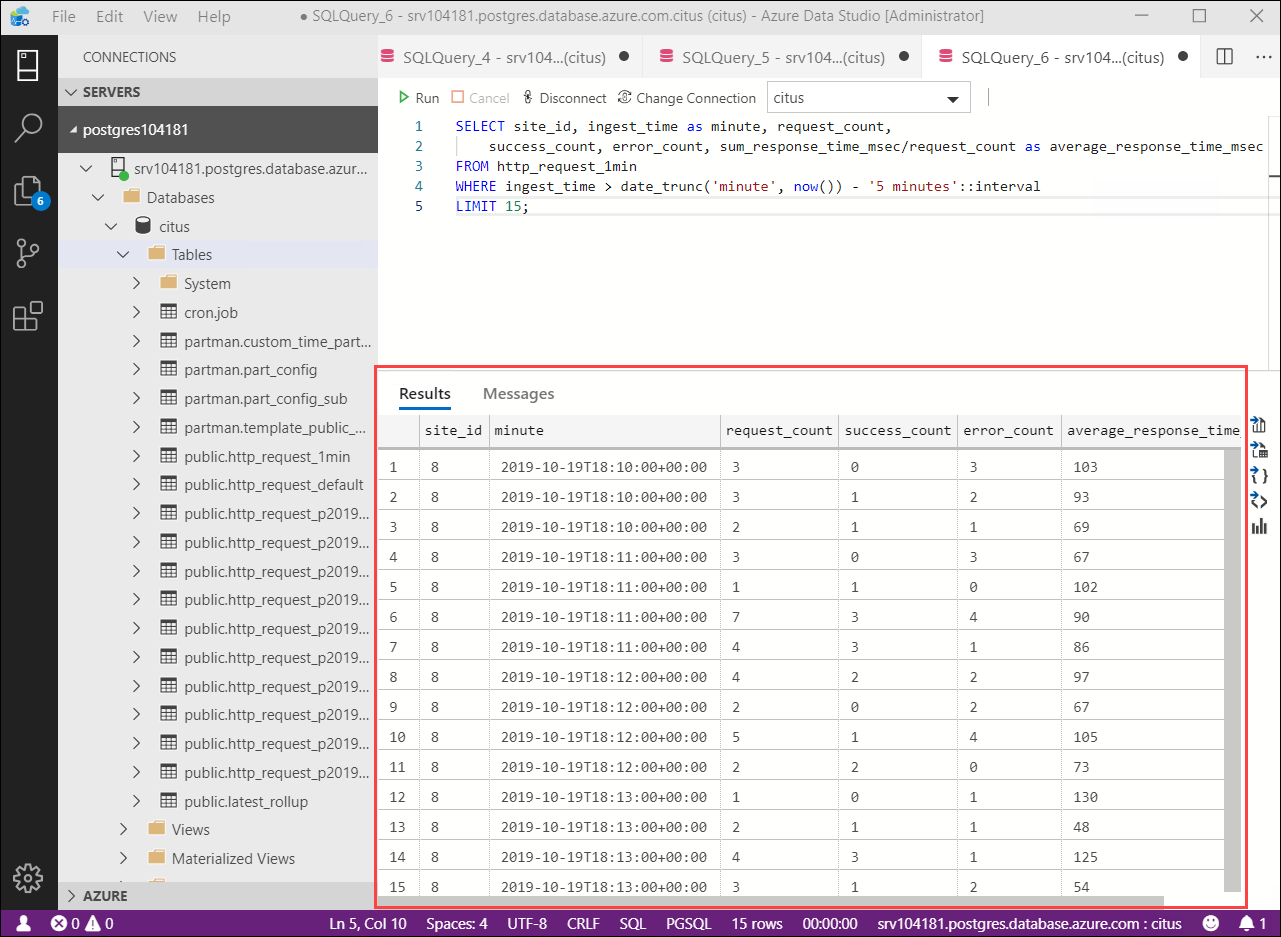 File Edit View Help ● SQLQuery_6 - srv104181.postgres.database.azure.com.citus (citus) - Azure Data Studio [Administrator]
CONNECTIONS
SERVERS
postgres104181
srv104181.postgres.database.azur...
Databases
citus
Tables
System
cron.job
partman.custom_time_part...
partman.part_config
partman.part_config_sub
partman.template_public_...
public.http_request_1min
public.http_request_default
public.http_request_p2019...
public.http_request_p2019...
public.http_request_p2019...
public.http_request_p2019...
public.http_request_p2019...
public.http_request_p2019...
public.http_request_p2019...
public.http_request_p2019...
public.http_request_p2019...
public.http_request_p2019...
public.latest_rollup
Views
Materialized Views
AZURE
6
SQLQuery_4 - srv104...(citus) ● SQLQuery_5 - srv104...(citus) ● SQLQuery_6 - srv104...(citus) ●
Run Cancel Disconnect Change Connection citus
1 SELECT site_id, ingest_time as minute, request_count,
2 success_count, error_count, sum_response_time_msec/request_count as average_response_time_msec
3 FROM http_request_1min
4 WHERE ingest_time > date_trunc('minute', now()) - '5 minutes'::interval
5 LIMIT 15;
Results Messages
site_id minute request_count success_count error_count average_response_time_
1 8 2019-10-19T18:10:00+00:00 3 0 3 103
2 8 2019-10-19T18:10:00+00:00 3 1 2 93
3 8 2019-10-19T18:10:00+00:00 2 1 1 69
4 8 2019-10-19T18:11:00+00:00 3 0 3 67
5 8 2019-10-19T18:11:00+00:00 1 1 0 102
6 8 2019-10-19T18:11:00+00:00 7 3 4 90
7 8 2019-10-19T18:11:00+00:00 4 3 1 86
8 8 2019-10-19T18:12:00+00:00 4 2 2 97
9 8 2019-10-19T18:12:00+00:00 2 0 2 67
10 8 2019-10-19T18:12:00+00:00 5 1 4 105
11 8 2019-10-19T18:12:00+00:00 2 2 0 73
12 8 2019-10-19T18:13:00+00:00 1 0 1 130
13 8 2019-10-19T18:13:00+00:00 2 1 1 48
14 8 2019-10-19T18:13:00+00:00 4 3 1 125
15 8 2019-10-19T18:13:00+00:00 3 1 2 54
0 0 Ln 5, Col 10 Spaces: 4 UTF-8 CRLF SQL PGSQL 15 rows 00:00:00 srv104181.postgres.database.azure.com : citus 1